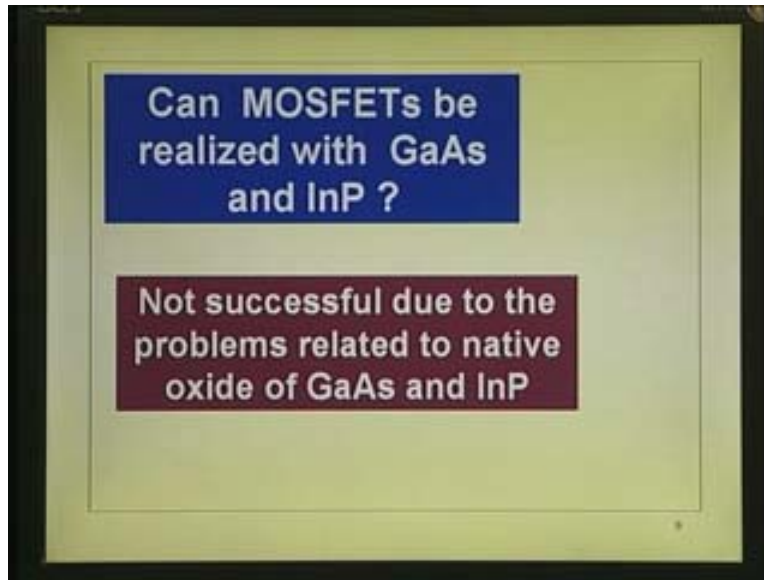 Can MOSFETs be
realized with GaAs
and InP ?
Not successful due to the
problems related to native
oxide of GaAs and InP